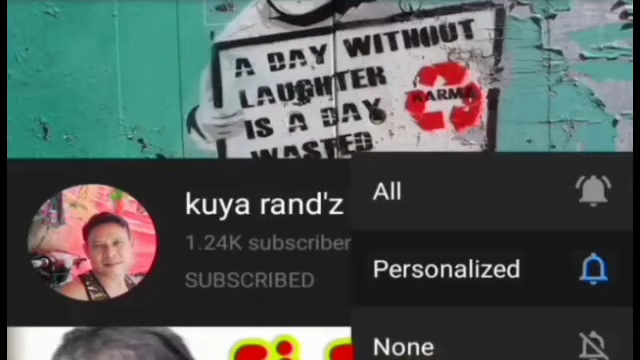 A DAY WITHOUT
LAUGHTER
IS A DAY
WASTED
KARMA
kuya rand'z
1.24K subscriber
SUBSCRIBED
All
Personalized
None